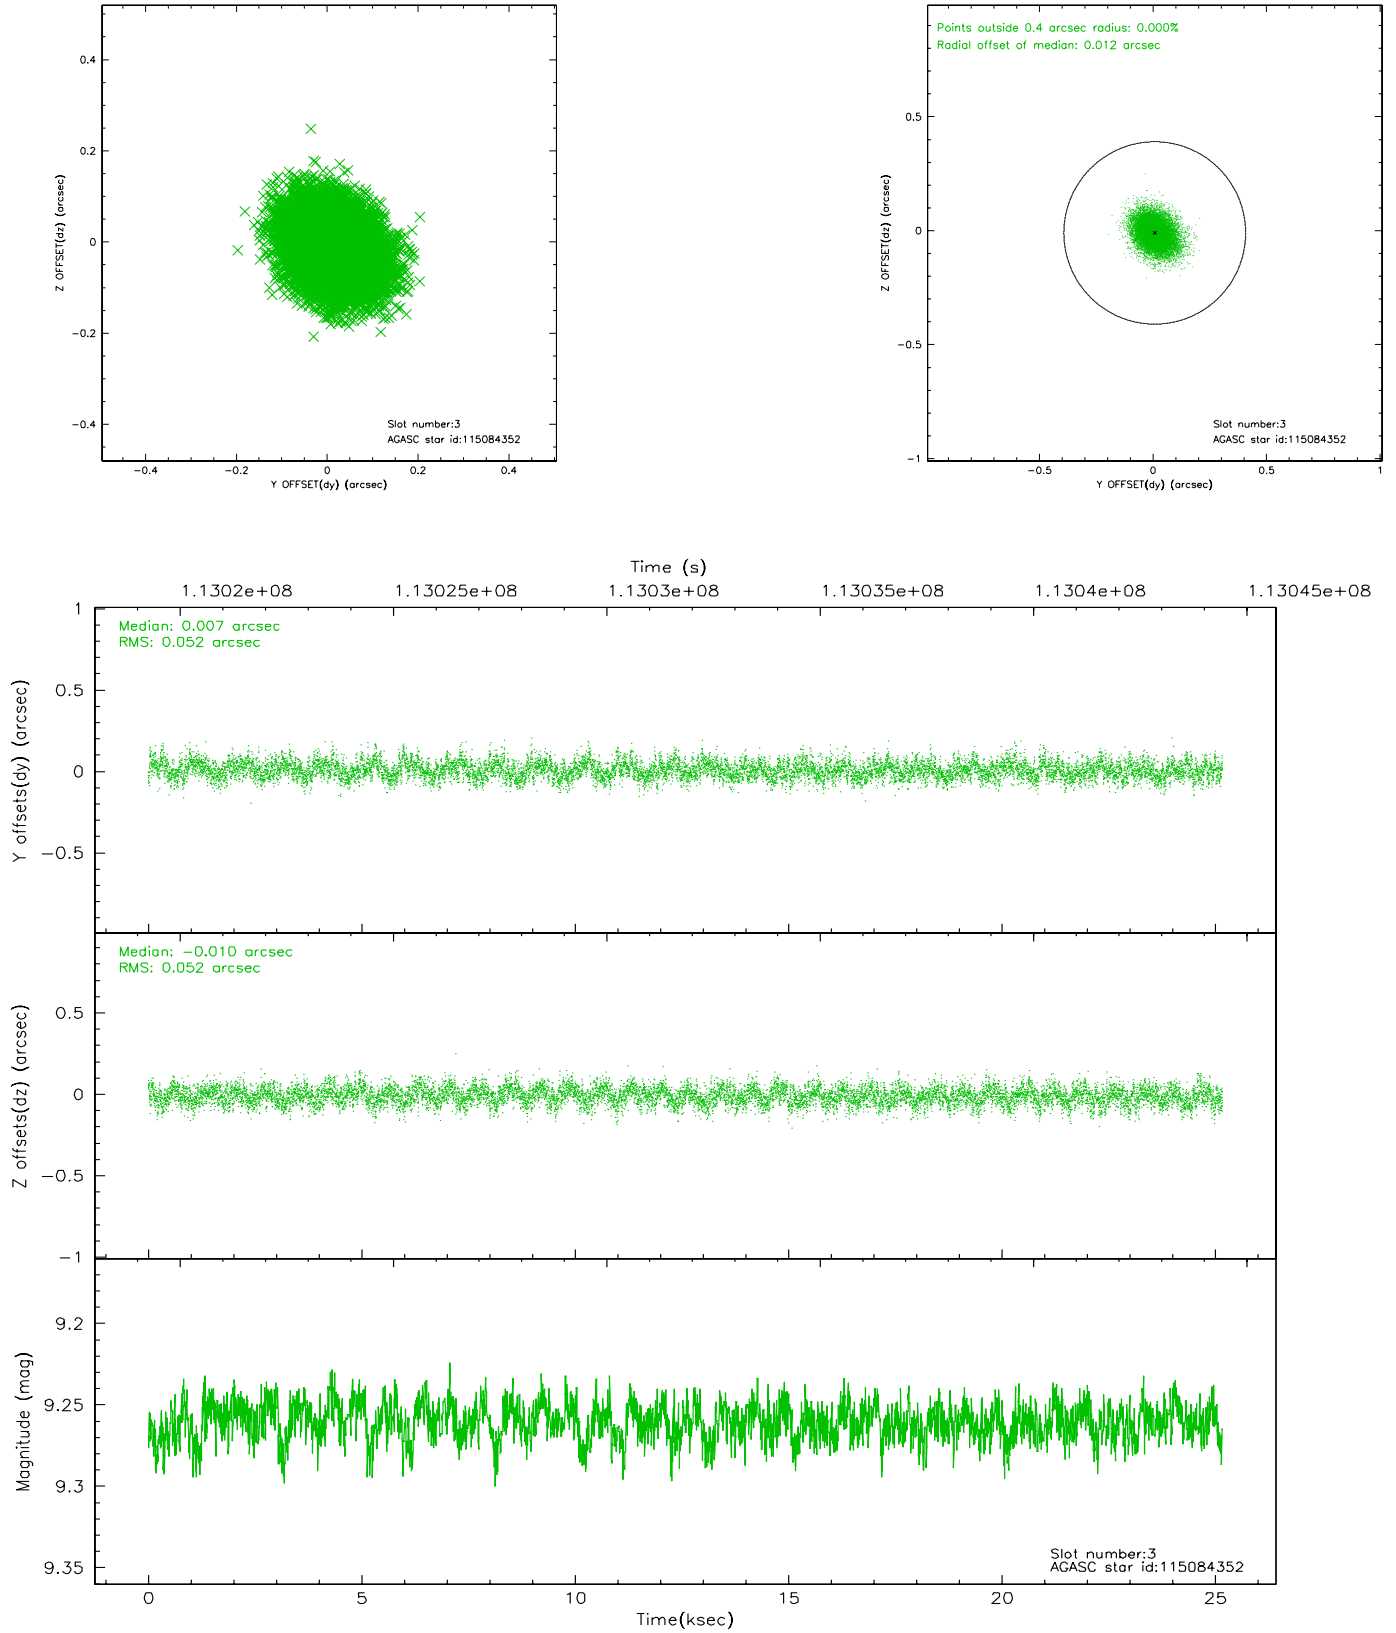 0.4
0.2
0
−0.2
−0.4
Z OFFSET(dz) (arcsec)
Slot number:3
AGASC star id:115084352
−0.4 −0.2 0 0.2 0.4
Y OFFSET(dy) (arcsec)
Points outside 0.4 arcsec radius: 0.000%
Radial offset of median: 0.012 arcsec
0.5
0
−0.5
−1
Z OFFSET(dz) (arcsec)
Slot number:3
AGASC star id:115084352
−0.5 0 0.5 1
Y OFFSET(dy) (arcsec)
Time (s)
1.1302e+08 1.13025e+08 1.1303e+08 1.13035e+08 1.1304e+08 1.13045e+08
Median: 0.007 arcsec
RMS: 0.052 arcsec
1
0.5
0
−0.5
Y offsets(dy) (arcsec)
Median: −0.010 arcsec
RMS: 0.052 arcsec
0.5
0
−0.5
−1
Z offsets(dz) (arcsec)
9.2
9.25
9.3
9.35
Magnitude (mag)
Slot number:3
AGASC star id:115084352
0 5 10 15 20 25
Time(ksec)